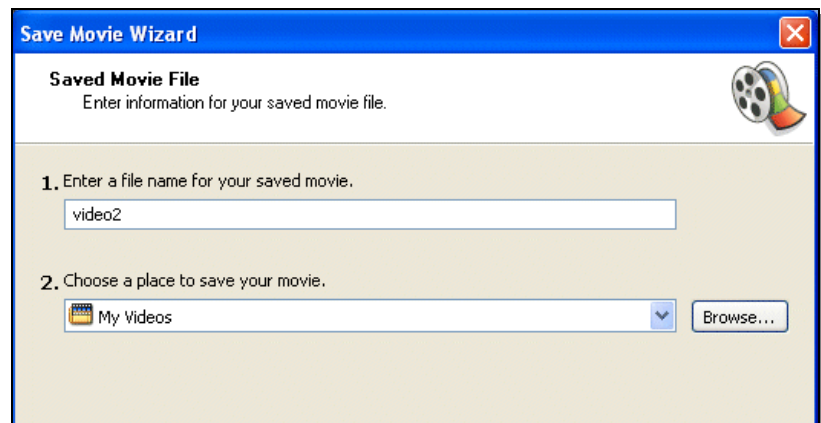 Save Movie Wizard
Saved Movie File
Enter information for your saved movie file.
1. Enter a file name for your saved movie.
video2
2. Choose a place to save your movie.
My Videos
Browse...